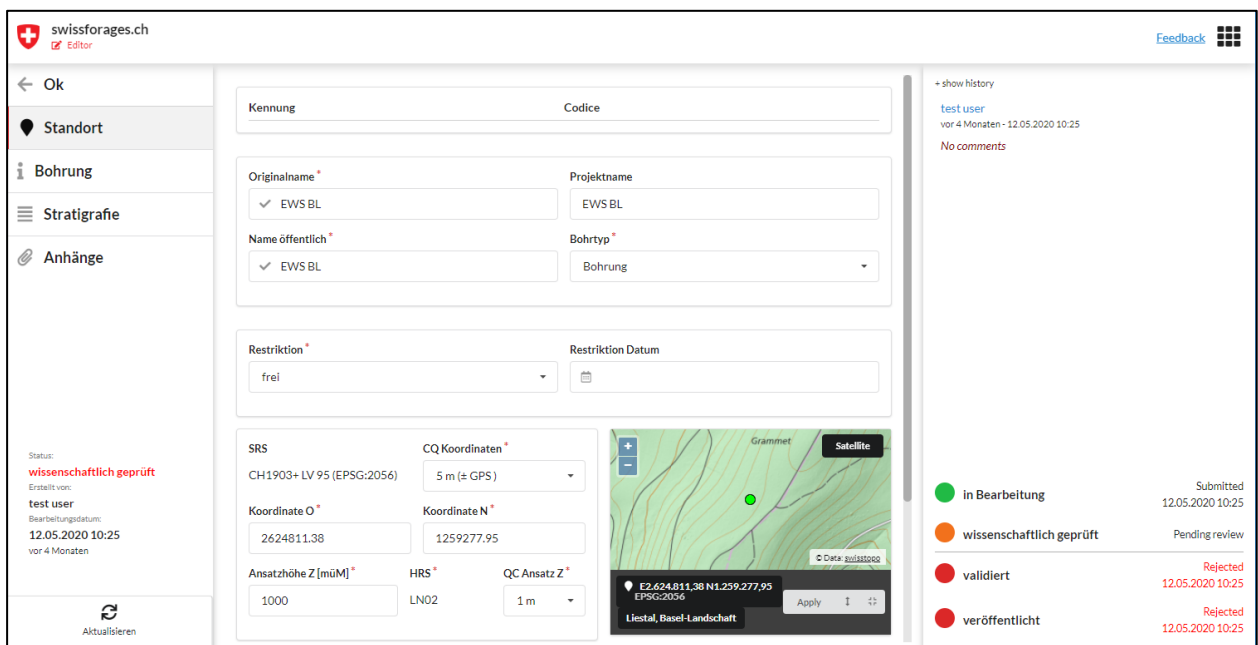 swissforages.ch
Editor
Feedback
Ok
Standort
Bohrung
Stratigrafie
Anhänge
Status:
wissenschaftlich geprüft
Erstellt von:
test user
Bearbeitungsdatum:
12.05.2020 10:25
vor 4 Monaten
Aktualisieren
Kennung Codice
Originalname * Projektname
EWS BL EWS BL
Name öffentlich * Bohrtyp *
EWS BL Bohrung
Restriktion * Restriktion Datum
frei
SRS CQ Koordinaten *
CH1903+ LV 95 (EPSG:2056) 5 m (± GPS )
Koordinate O * Koordinate N *
2624811.38 1259277.95
Ansatzhöhe Z [müM] * HRS * QC Ansatz Z *
1000 LN02 1 m
+
−
Grammet
Satellite
© Data: swisstopo
E2.624.811,38 N1.259.277,95
EPSG:2056
Apply
Liestal, Basel-Landschaft
+ show history
test user
vor 4 Monaten - 12.05.2020 10:25
No comments
in Bearbeitung Submitted
12.05.2020 10:25
wissenschaftlich geprüft Pending review
validiert Rejected
12.05.2020 10:25
veröffentlicht Rejected
12.05.2020 10:25